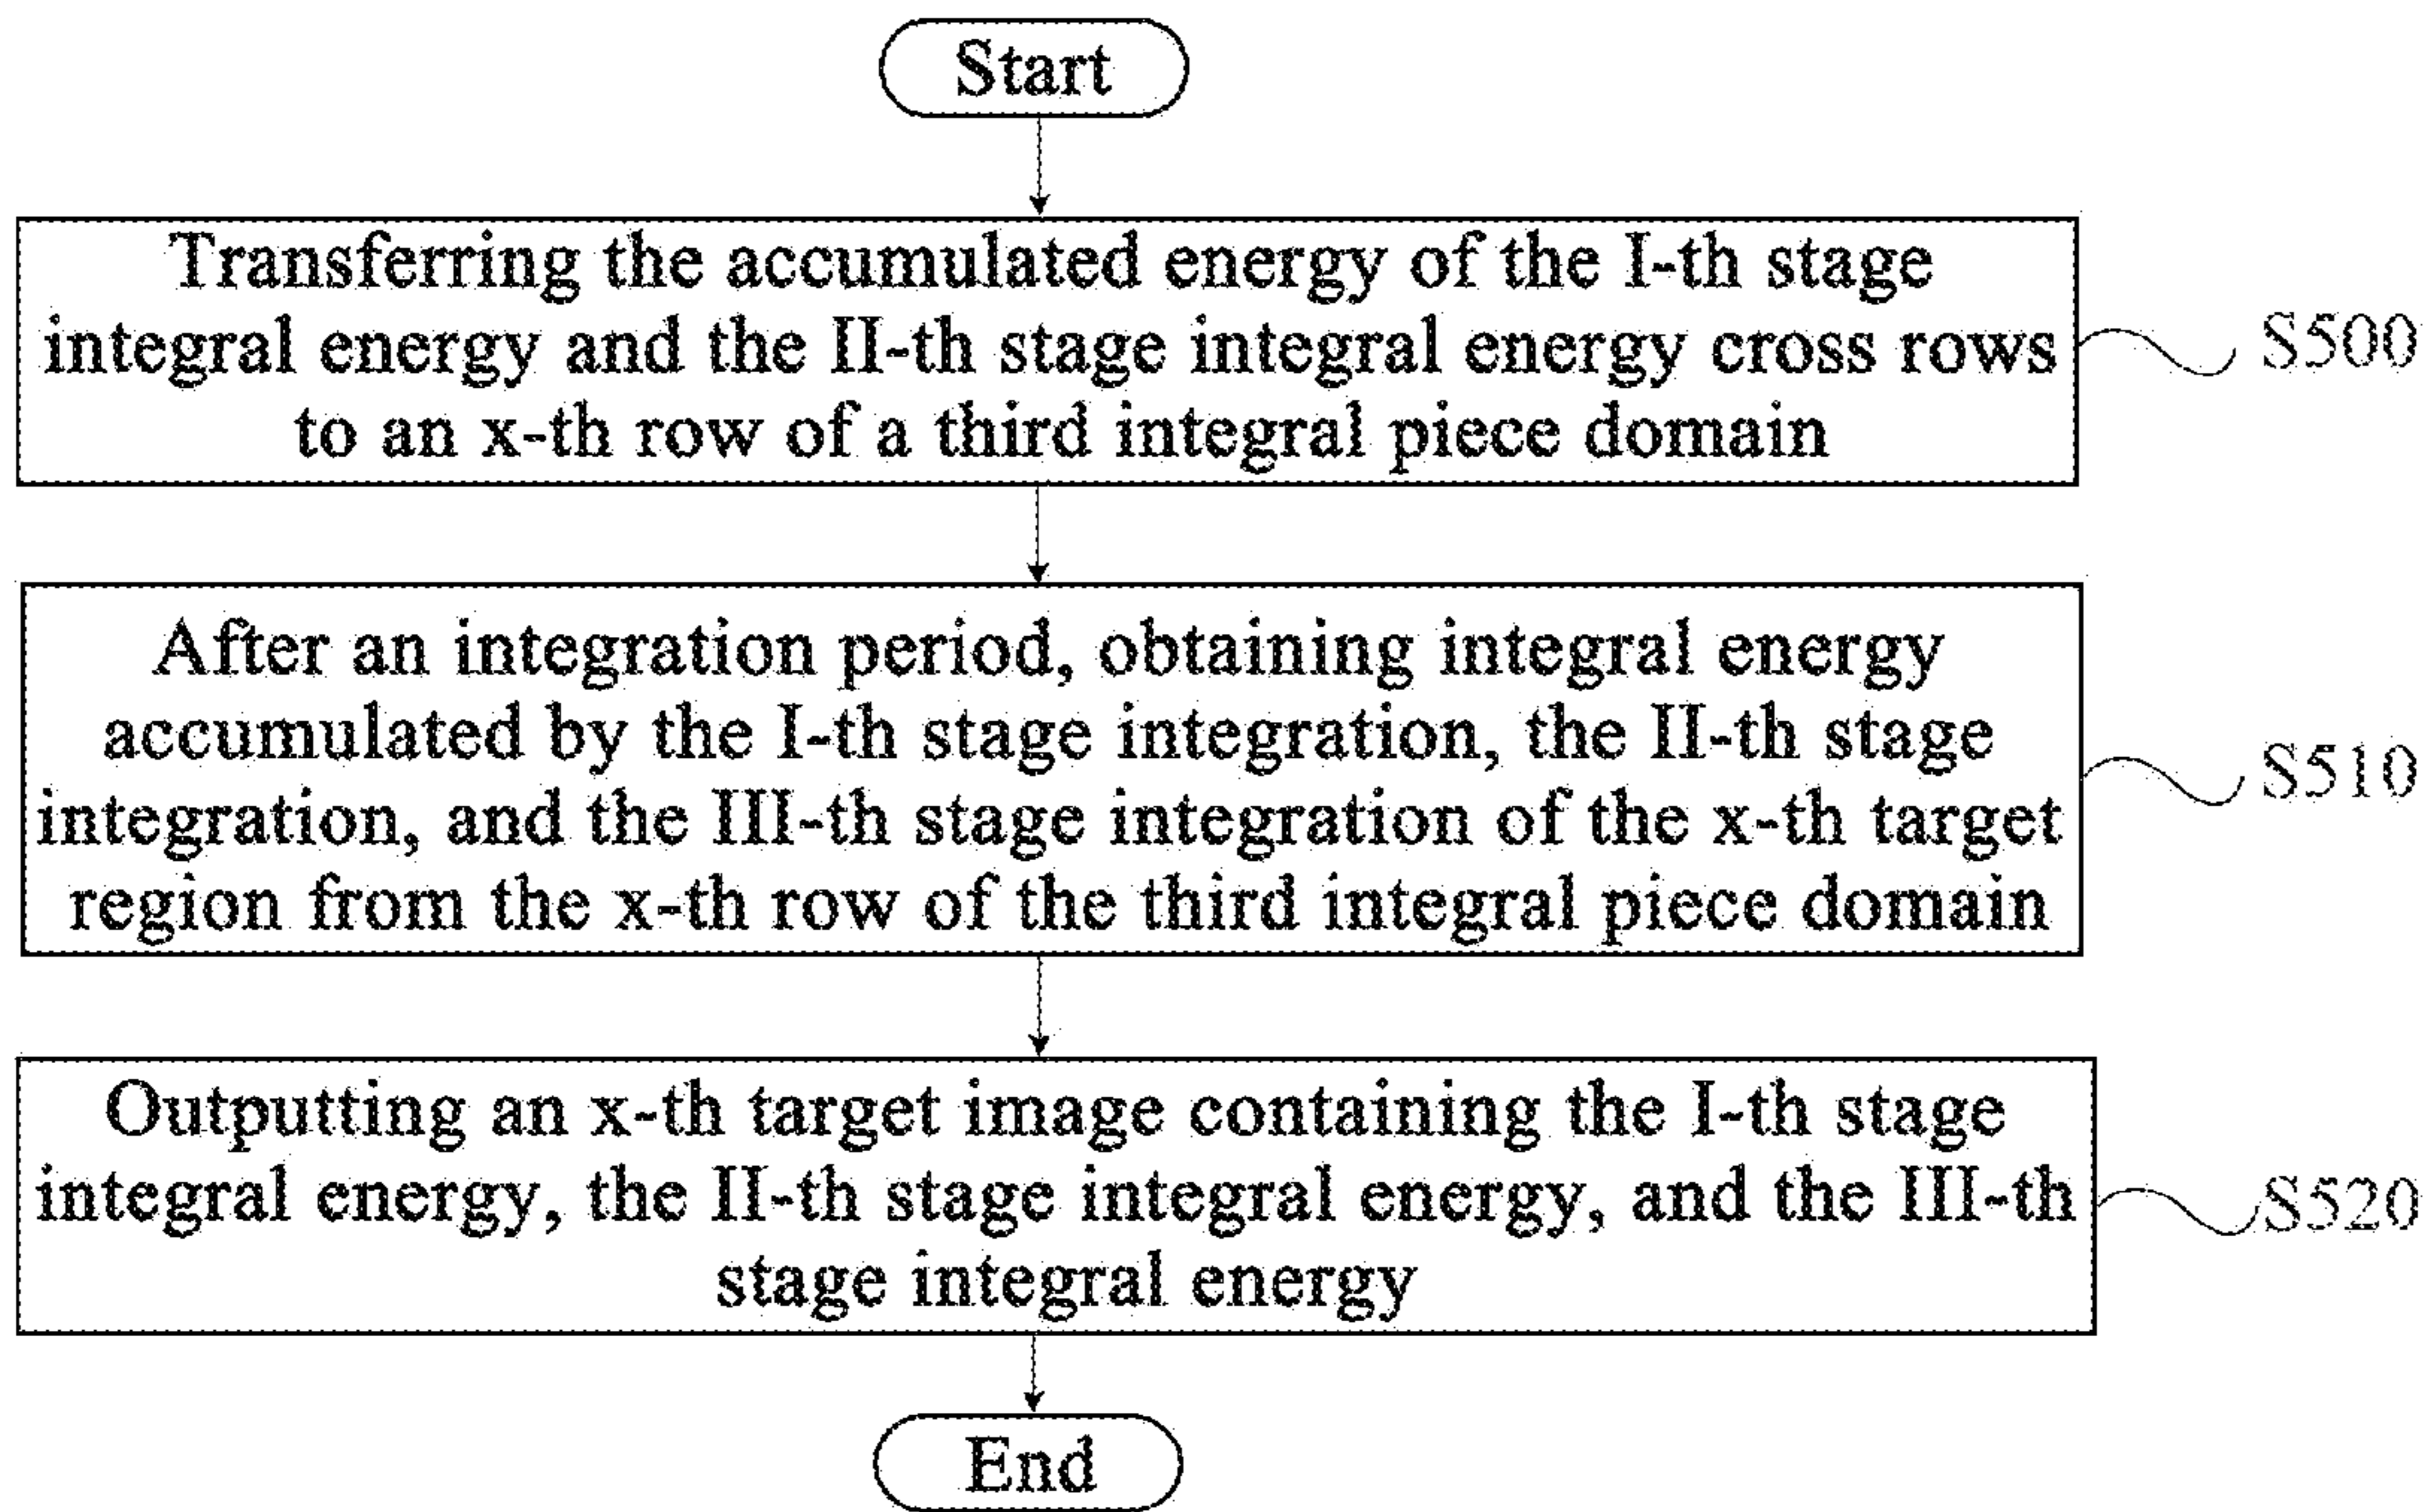 Start
Transferring the accumulated energy of the I-th stage
integral energy and the II-th stage integral energy cross rows
to an x-th row of a third integral piece domain
S500
After an integration period, obtaining integral energy
accumulated by the I-th stage integration, the II-th stage
integration, and the III-th stage integration of the x-th target
region from the x-th row of the third integral piece domain
S510
Outputting an x-th target image containing the I-th stage
integral energy, the II-th stage integral energy, and the III-th
stage integral energy
S520
End